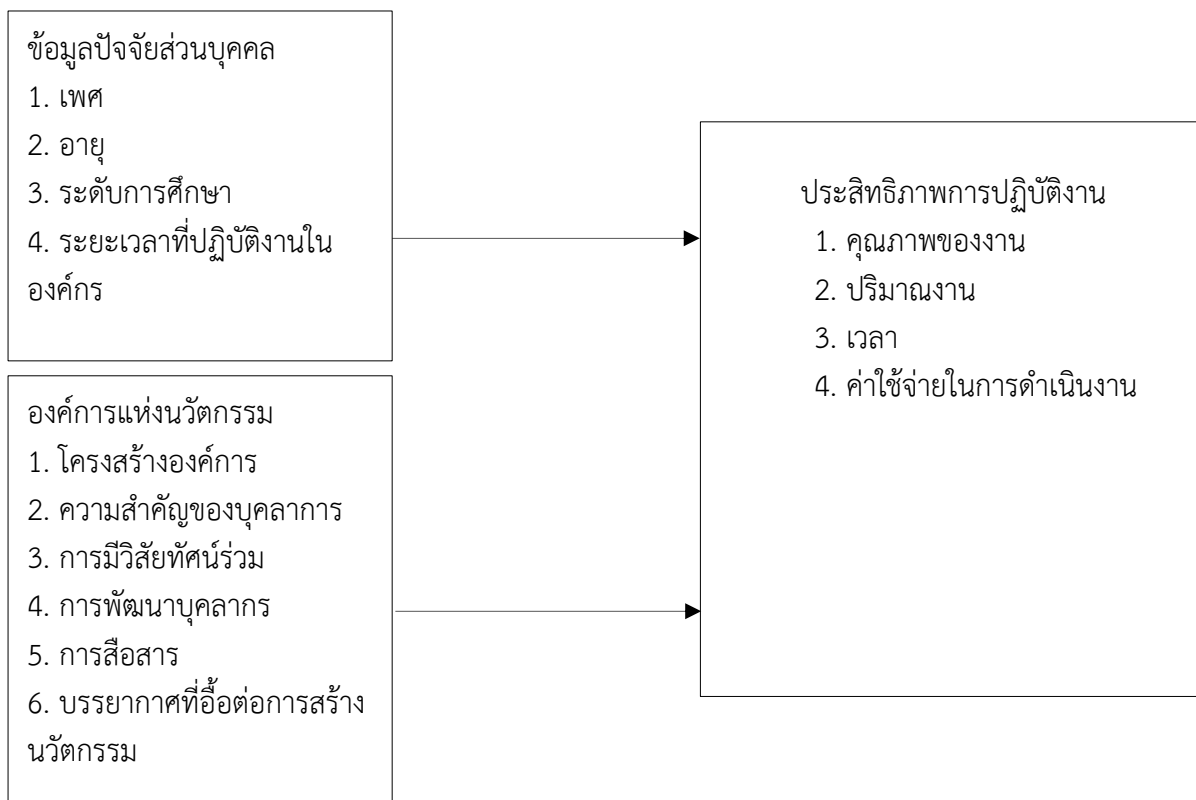 ข้อมูลปัจจัยส่วนบุคคล
1. เพศ
2. อายุ
3. ระดับการศึกษา
4. ระยะเวลาที่ปฏิบัติงานใน
องค์กร
องค์การแห่งนวัตกรรม
1. โครงสร้างองค์การ
2. ความสำคัญของบุคลาการ
3. การมีวิสัยทัศน์ร่วม
4. การพัฒนาบุคลากร
5. การสือสาร
6. บรรยากาศที่อื้อต่อการสร้าง
นวัตกรรม
ประสิทธิภาพการปฏิบัติงาน
1. คุณภาพของงาน
2. ปริมาณงาน
3. เวลา
4. ค่าใช้จ่ายในการดำเนินงาน